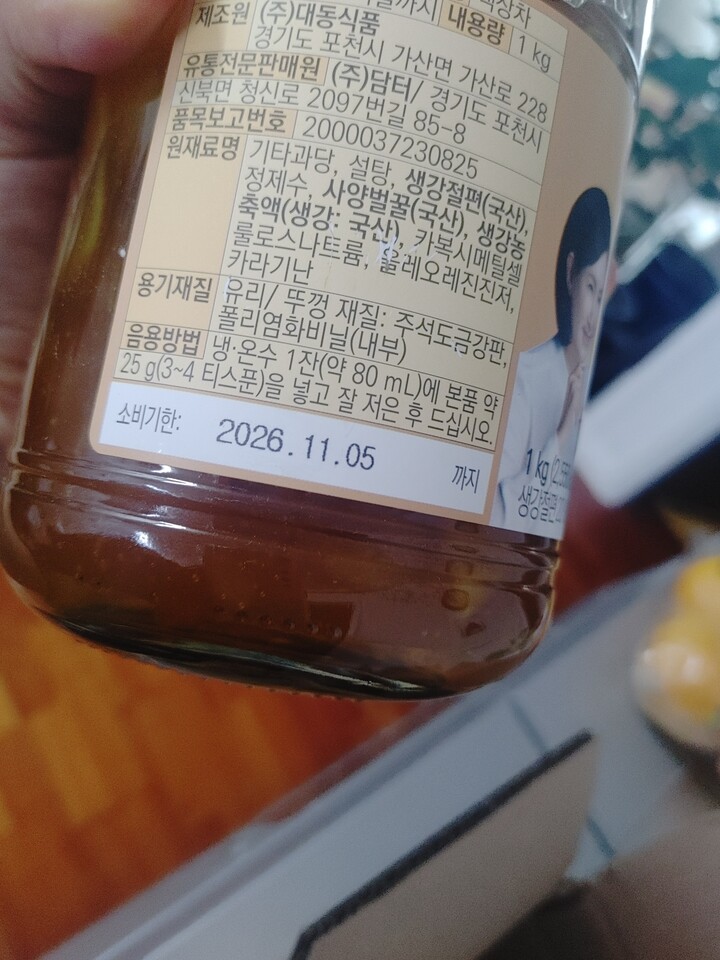 내용량 1 kg
제조원 (주)대동식품
경기도 포천시 가산면 가산로 228
유통전문판매원 (주)담터/ 경기도 포천시
신북면 청신로 2097번길 85-8
품목보고번호 2000037230825
원재료명 기타과당, 설탕, 생강절편(국산),
정제수, 사양벌꿀(국산), 생강농
축액(생강: 국산), 카복시메틸셀
룰로스나트륨, 올레오레진진저,
카라기난
용기재질 유리/ 뚜껑 재질: 주석도금강판,
폴리염화비닐(내부)
음용방법 냉·온수 1잔(약 80 mL)에 본품 약
25 g(3~4 티스푼)을 넣고 잘 저은 후 드십시오.
소비기한: 2026.11.05 까지
1 kg
생강절편